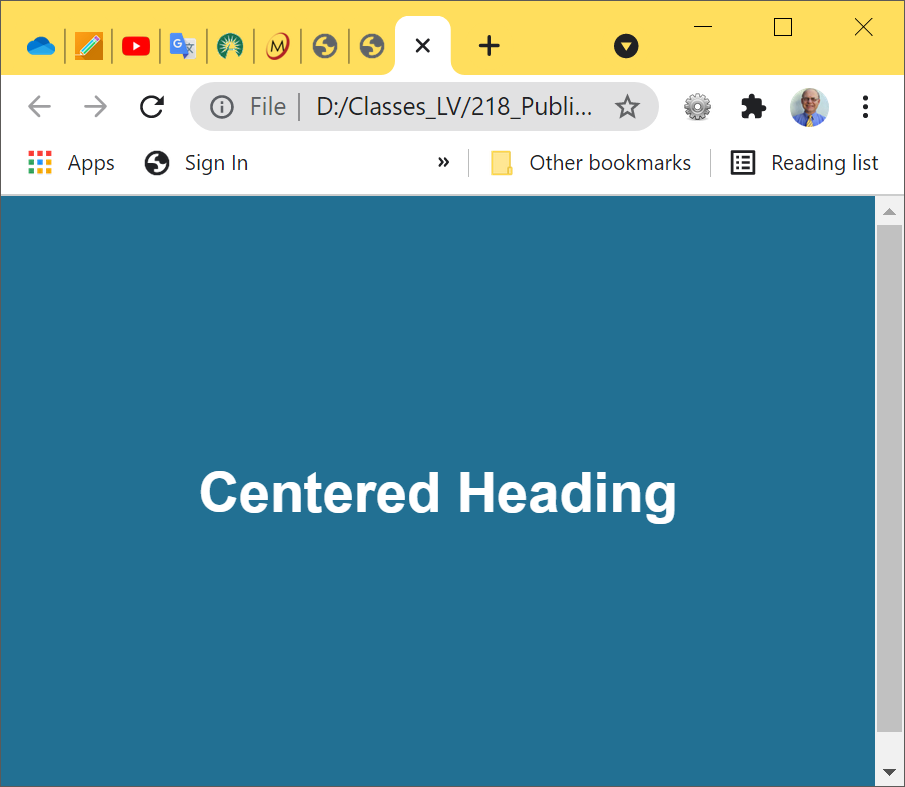 File D:/Classes_LV/218_Publi...
Apps Sign In » Other bookmarks Reading list
Centered Heading